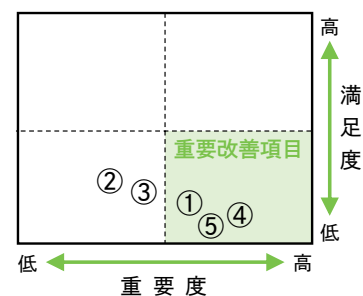 高
満足度
重要改善項目
② ③ ① ④
⑤
低
低 高
重要度